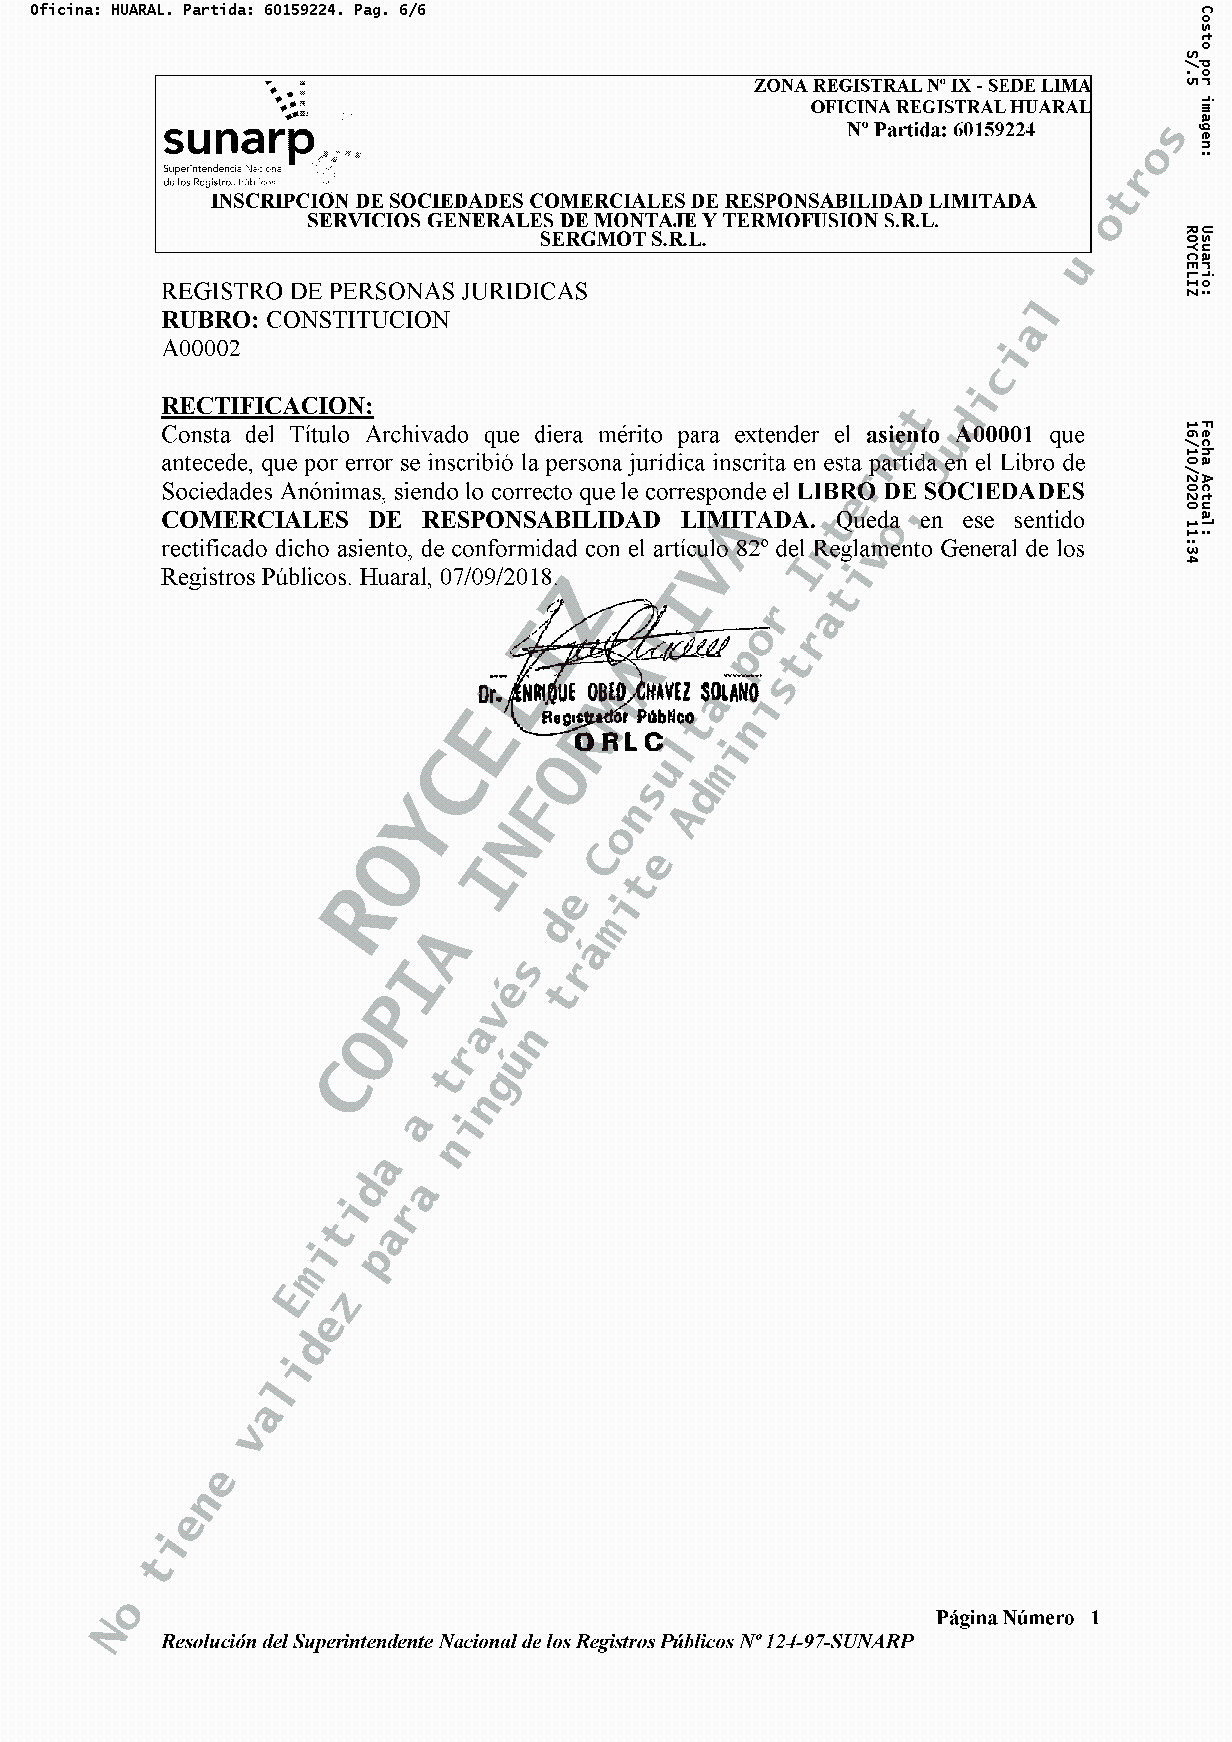 Oficina: HUARAL. Partida: 60159224. Pag. 6/6
Costo por imagen:
S/.5
Usuario:
ROYCELIZ
Fecha Actual:
16/10/2020 11:34
ZONA REGISTRAL Nº IX - SEDE LIMA
OFICINA REGISTRAL HUARAL
Nº Partida: 60159224
sunarp
Superintendencia Nacional
de los Registros Públicos
INSCRIPCION DE SOCIEDADES COMERCIALES DE RESPONSABILIDAD LIMITADA
SERVICIOS GENERALES DE MONTAJE Y TERMOFUSION S.R.L.
SERGMOT S.R.L.
REGISTRO DE PERSONAS JURIDICAS
RUBRO: CONSTITUCION
A00002
RECTIFICACION:
Consta del Título Archivado que diera mérito para extender el asiento A00001 que
antecede, que por error se inscribió la persona jurídica inscrita en esta partida en el Libro de
Sociedades Anónimas, siendo lo correcto que le corresponde el LIBRO DE SOCIEDADES
COMERCIALES DE RESPONSABILIDAD LIMITADA. Queda en ese sentido
rectificado dicho asiento, de conformidad con el artículo 82º del Reglamento General de los
Registros Públicos. Huaral, 07/09/2018.
Dr. ENRIQUE OBED CHAVEZ SOLANO
Registrador Público
ORLC
ROYCELIZ
COPIA INFORMATIVA
Emitida a través de Consulta por Internet
No tiene validez para ningún trámite Administrativo, Judicial u otros
Página Número 1
Resolución del Superintendente Nacional de los Registros Públicos Nº 124-97-SUNARP